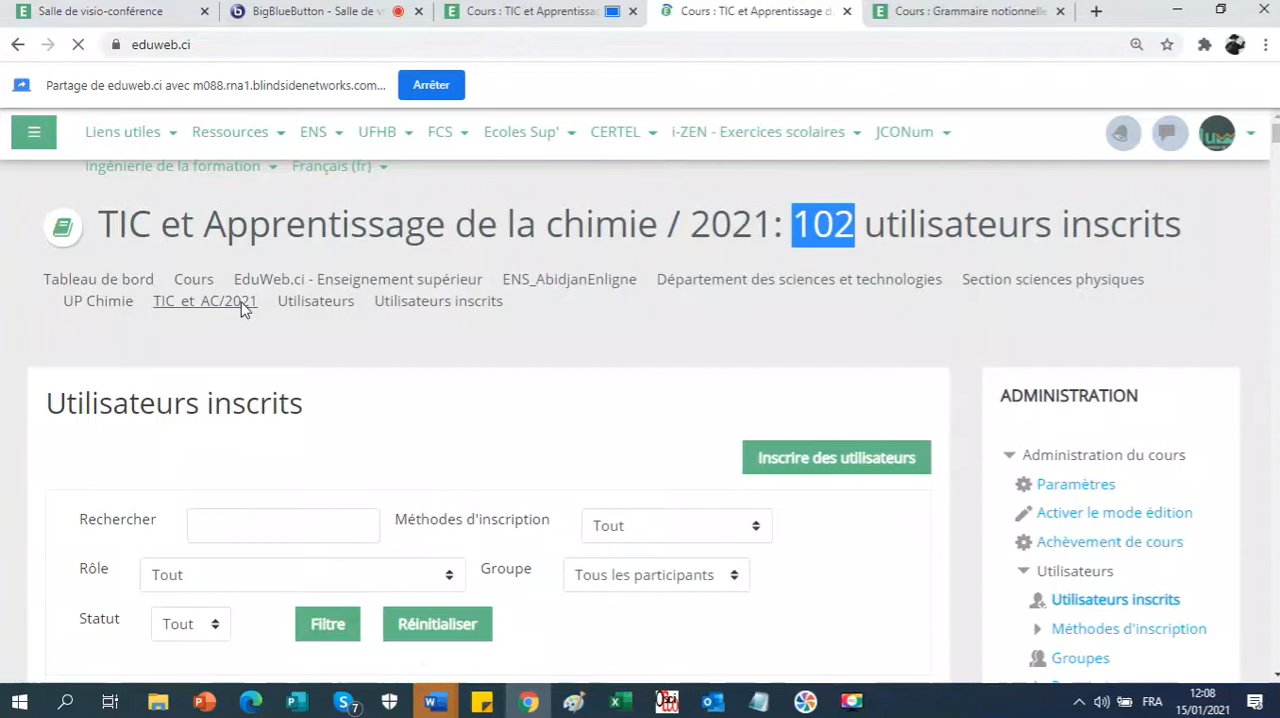 Salle de visio-conférence
BigBlueButton - Salle de v
Cours : TIC et Apprentissa
Cours : TIC et Apprentissage d
Cours : Grammaire notionnelle
eduweb.ci
Partage de eduweb.ci avec m088.rna1.blindsidenetworks.com... Arrêter
Liens utiles Ressources ENS UFHB FCS Ecoles Sup' CERTEL i-ZEN - Exercices scolaires JCONum
Ingénierie de la formation Français (fr)
TIC et Apprentissage de la chimie / 2021: 102 utilisateurs inscrits
Tableau de bord Cours EduWeb.ci - Enseignement supérieur ENS_AbidjanEnligne Département des sciences et technologies Section sciences physiques
UP Chimie TIC et AC/2021 Utilisateurs Utilisateurs inscrits
Utilisateurs inscrits
Inscrire des utilisateurs
Rechercher Méthodes d'inscription Tout
Rôle Tout Groupe Tous les participants
Statut Tout Filtre Réinitialiser
ADMINISTRATION
Administration du cours
Paramètres
Activer le mode édition
Achèvement de cours
Utilisateurs
Utilisateurs inscrits
Méthodes d'inscription
Groupes
7
FRA
12:08
15/01/2021